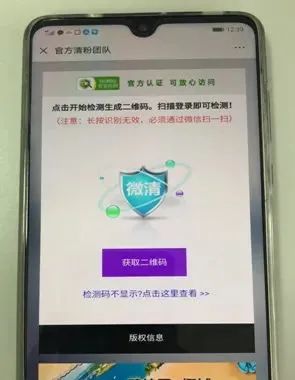 12:39
官方清粉团队
官方认证 可放心访问
点击开始检测生成二维码。扫描登录即可检测！
（注意：长按识别无效，必须通过微信扫一扫）
微清
获取二维码
检测码不显示?点击这里查看 >>
版权信息